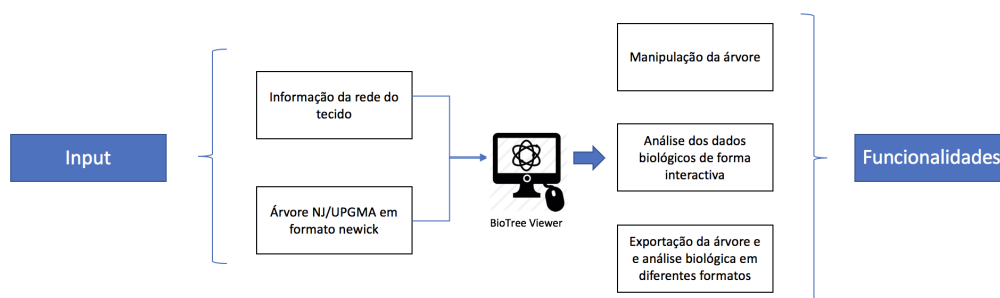 Input
Informação da rede do
tecido
Árvore NJ/UPGMA em
formato newick
BioTree Viewer
Manipulação da árvore
Análise dos dados
biológicos de forma
interactiva
Exportação da árvore e
e análise biológica em
diferentes formatos
Funcionalidades